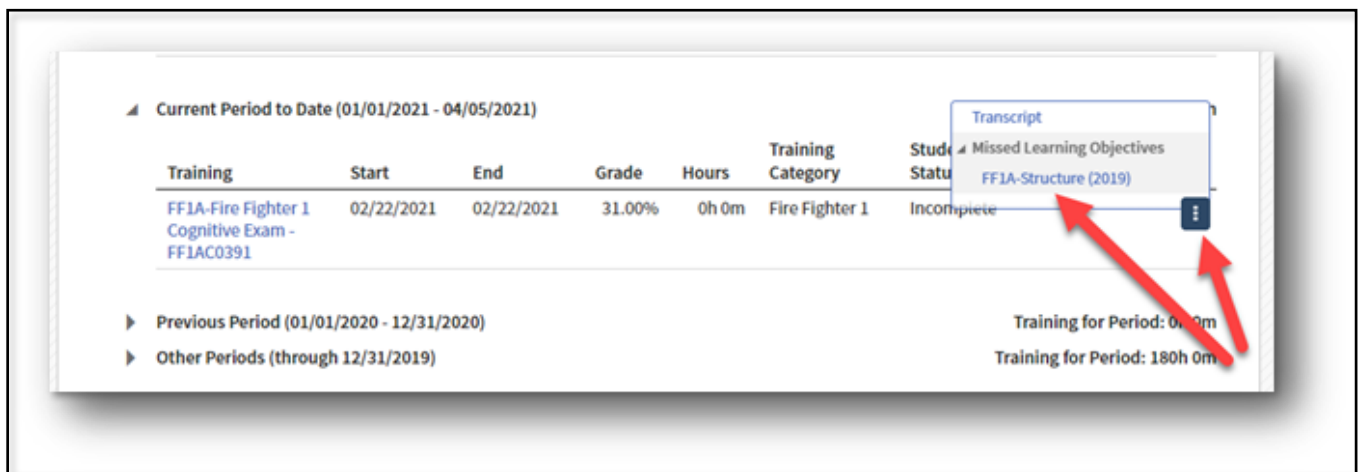 Current Period to Date (01/01/2021 - 04/05/2021)
Transcript
Missed Learning Objectives
FF1A-Structure (2019)
Training Start End Grade Hours Training Category
FF1A-Fire Fighter 1 02/22/2021 02/22/2021 31.00% 0h 0m Fire Fighter 1 Incomplete
Cognitive Exam -
FF1AC0391
Previous Period (01/01/2020 - 12/31/2020) Training for Period: 0h 0m
Other Periods (through 12/31/2019) Training for Period: 180h 0m